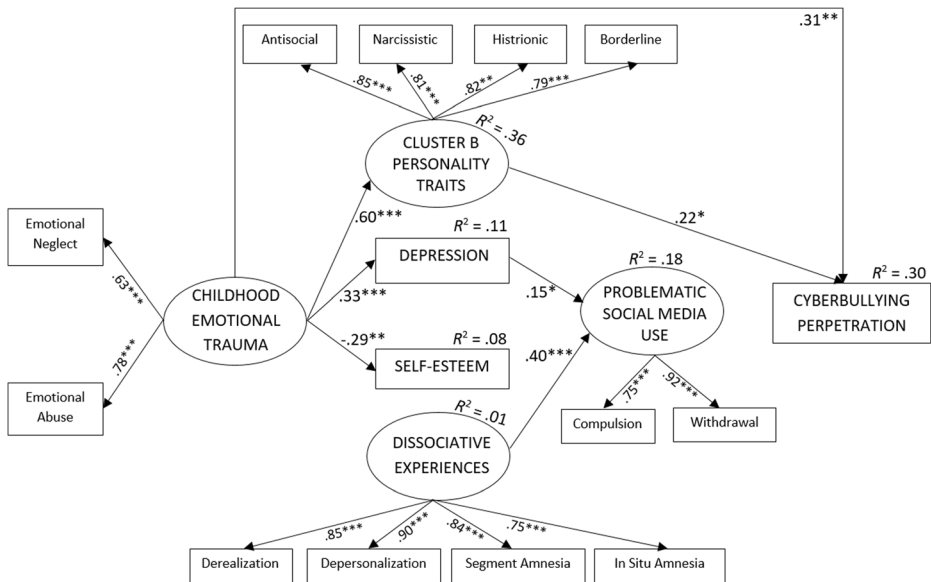 .31**
Antisocial
Narcissistic
Histrionic
Borderline
.85***
.81***
.82**
.79***
R² = .36
CLUSTER B
PERSONALITY
TRAITS
Emotional
Neglect
.60***
.22*
R² = .11
DEPRESSION
R² = .18
R² = .30
.63***
CHILDHOOD
EMOTIONAL
TRAUMA
.33***
.15*
PROBLEMATIC
SOCIAL MEDIA
USE
CYBERBULLYING
PERPETRATION
-.29**
R² = .08
SELF-ESTEEM
.40***
.78***
Emotional
Abuse
.75***
.92***
R² = .01
Compulsion
Withdrawal
DISSOCIATIVE
EXPERIENCES
.85***
.90***
.84***
.75***
Derealization
Depersonalization
Segment Amnesia
In Situ Amnesia